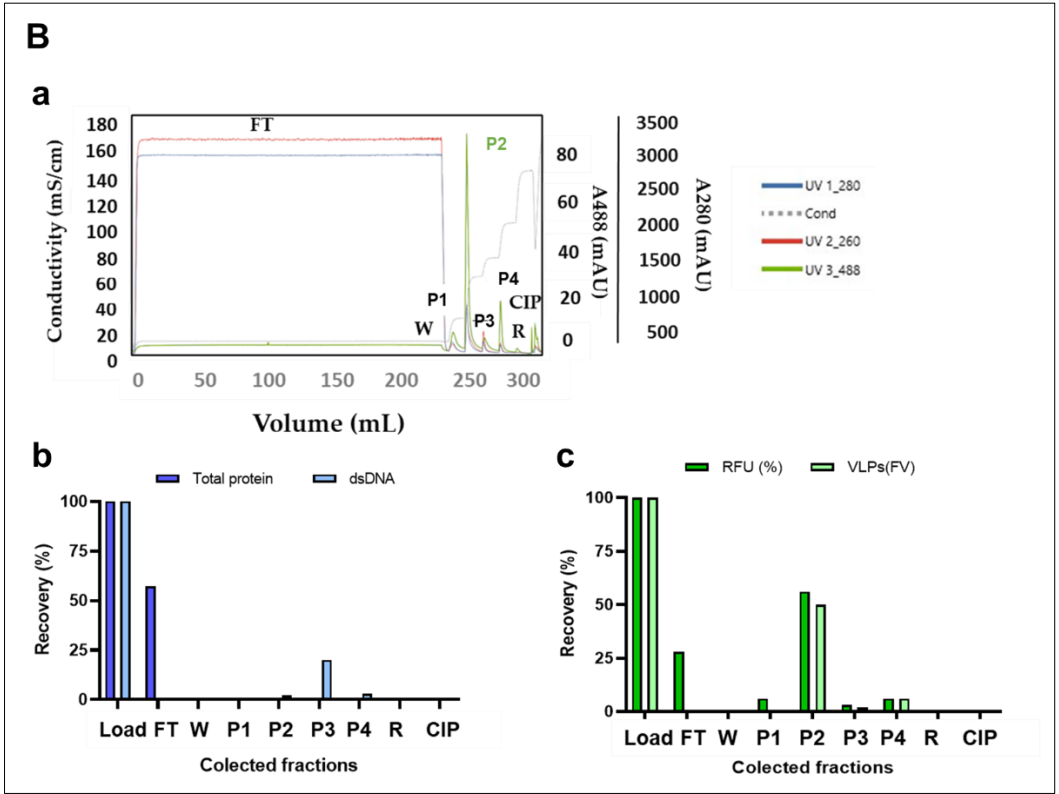 B
a
180
160
140
120
100
80
60
40
20
0
Conductivity (mS/cm)
FT
P2
P1
W
P3
P4
CIP
R
80
60
40
20
0
A488 (mAU)
3500
3000
2500
2000
1500
1000
500
A280 (mAU)
UV 1_280
Cond
UV 2_260
UV 3_488
0 50 100 150 200 250 300
Volume (mL)
b
Total protein dsDNA
100
75
50
25
0
Recovery (%)
Load FT W P1 P2 P3 P4 R CIP
Colected fractions
c
RFU (%) VLPs(FV)
100
75
50
25
0
Recovery (%)
Load FT W P1 P2 P3 P4 R CIP
Colected fractions